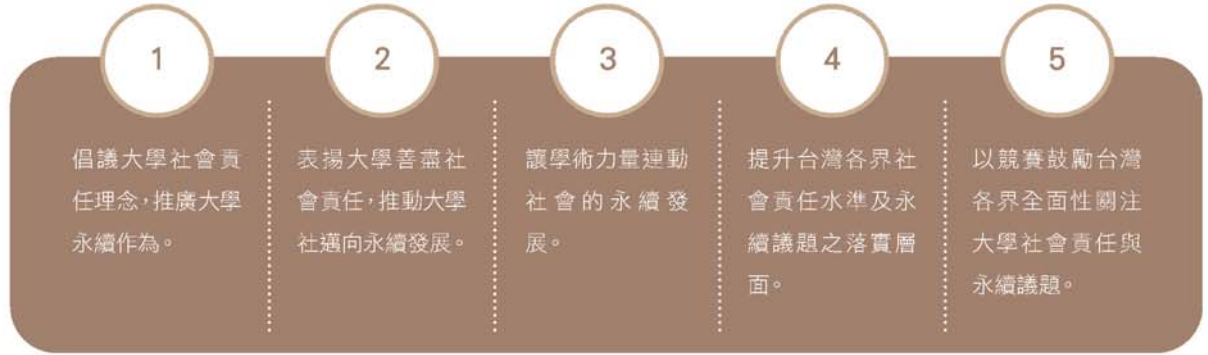 1
倡議大學社會責
任理念，推廣大學
永續作為。
2
表揚大學善盡社
會責任，推動大學
社邁向永續發展。
3
讓學術力量連動
社會的永續發
展。
4
提升台灣各界社
會責任水準及永
續議題之落實層
面。
5
以競賽鼓勵台灣
各界全面性關注
大學社會責任與
永續議題。